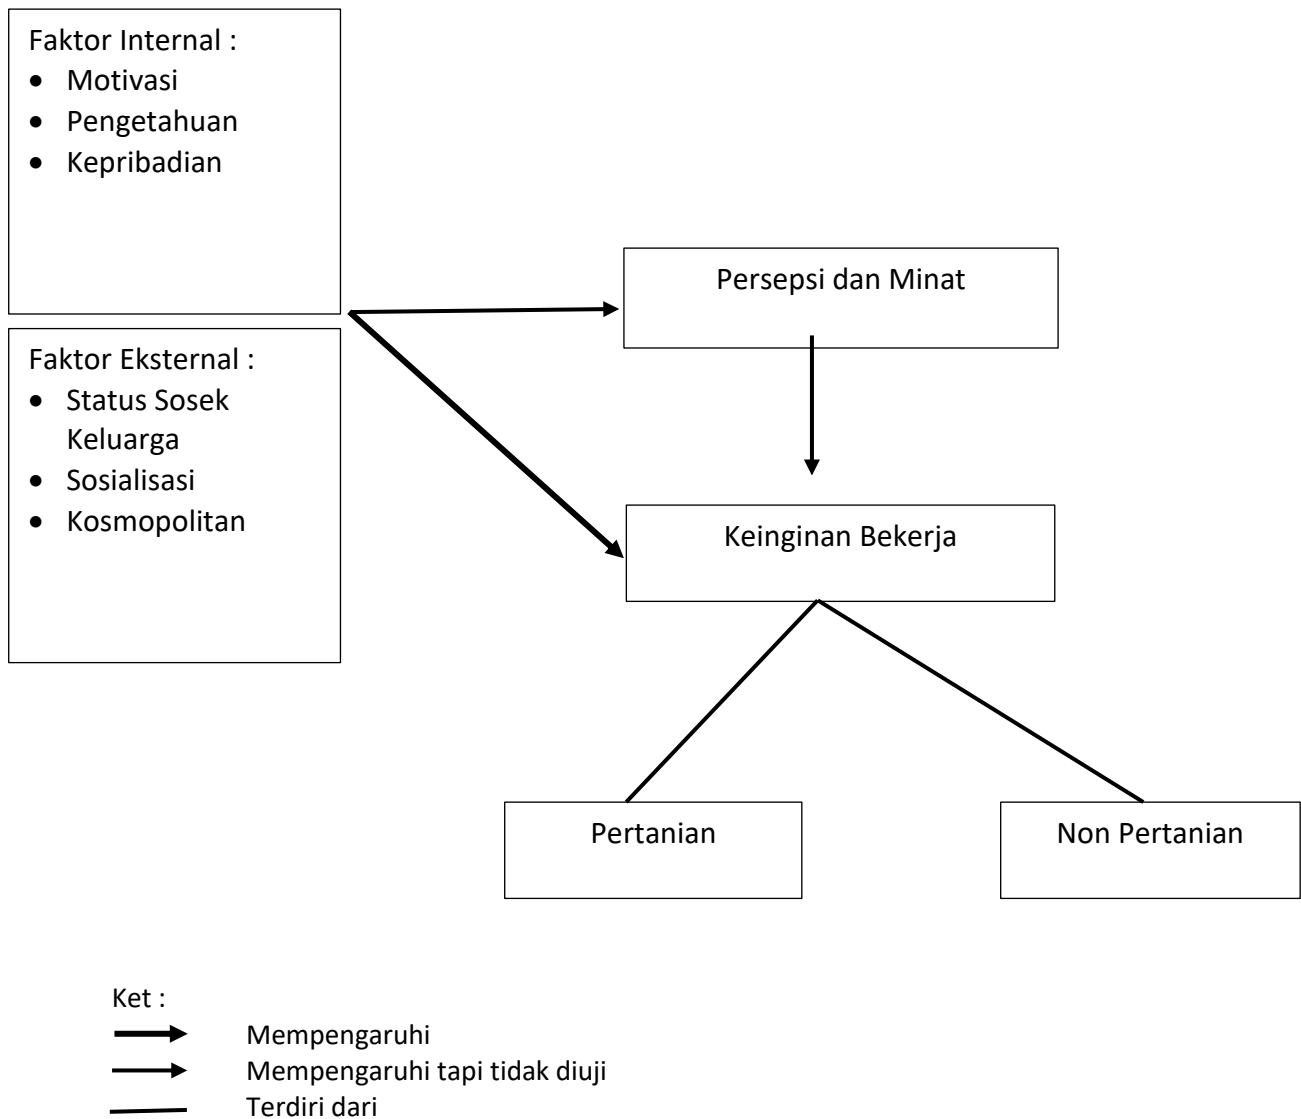 Faktor Internal :
• Motivasi
• Pengetahuan
• Kepribadian
Faktor Eksternal :
• Status Sosek
Keluarga
• Sosialisasi
• Kosmopolitan
Persepsi dan Minat
Keinginan Bekerja
Pertanian
Non Pertanian
Ket :
Mempengaruhi
Mempengaruhi tapi tidak diuji
Terdiri dari